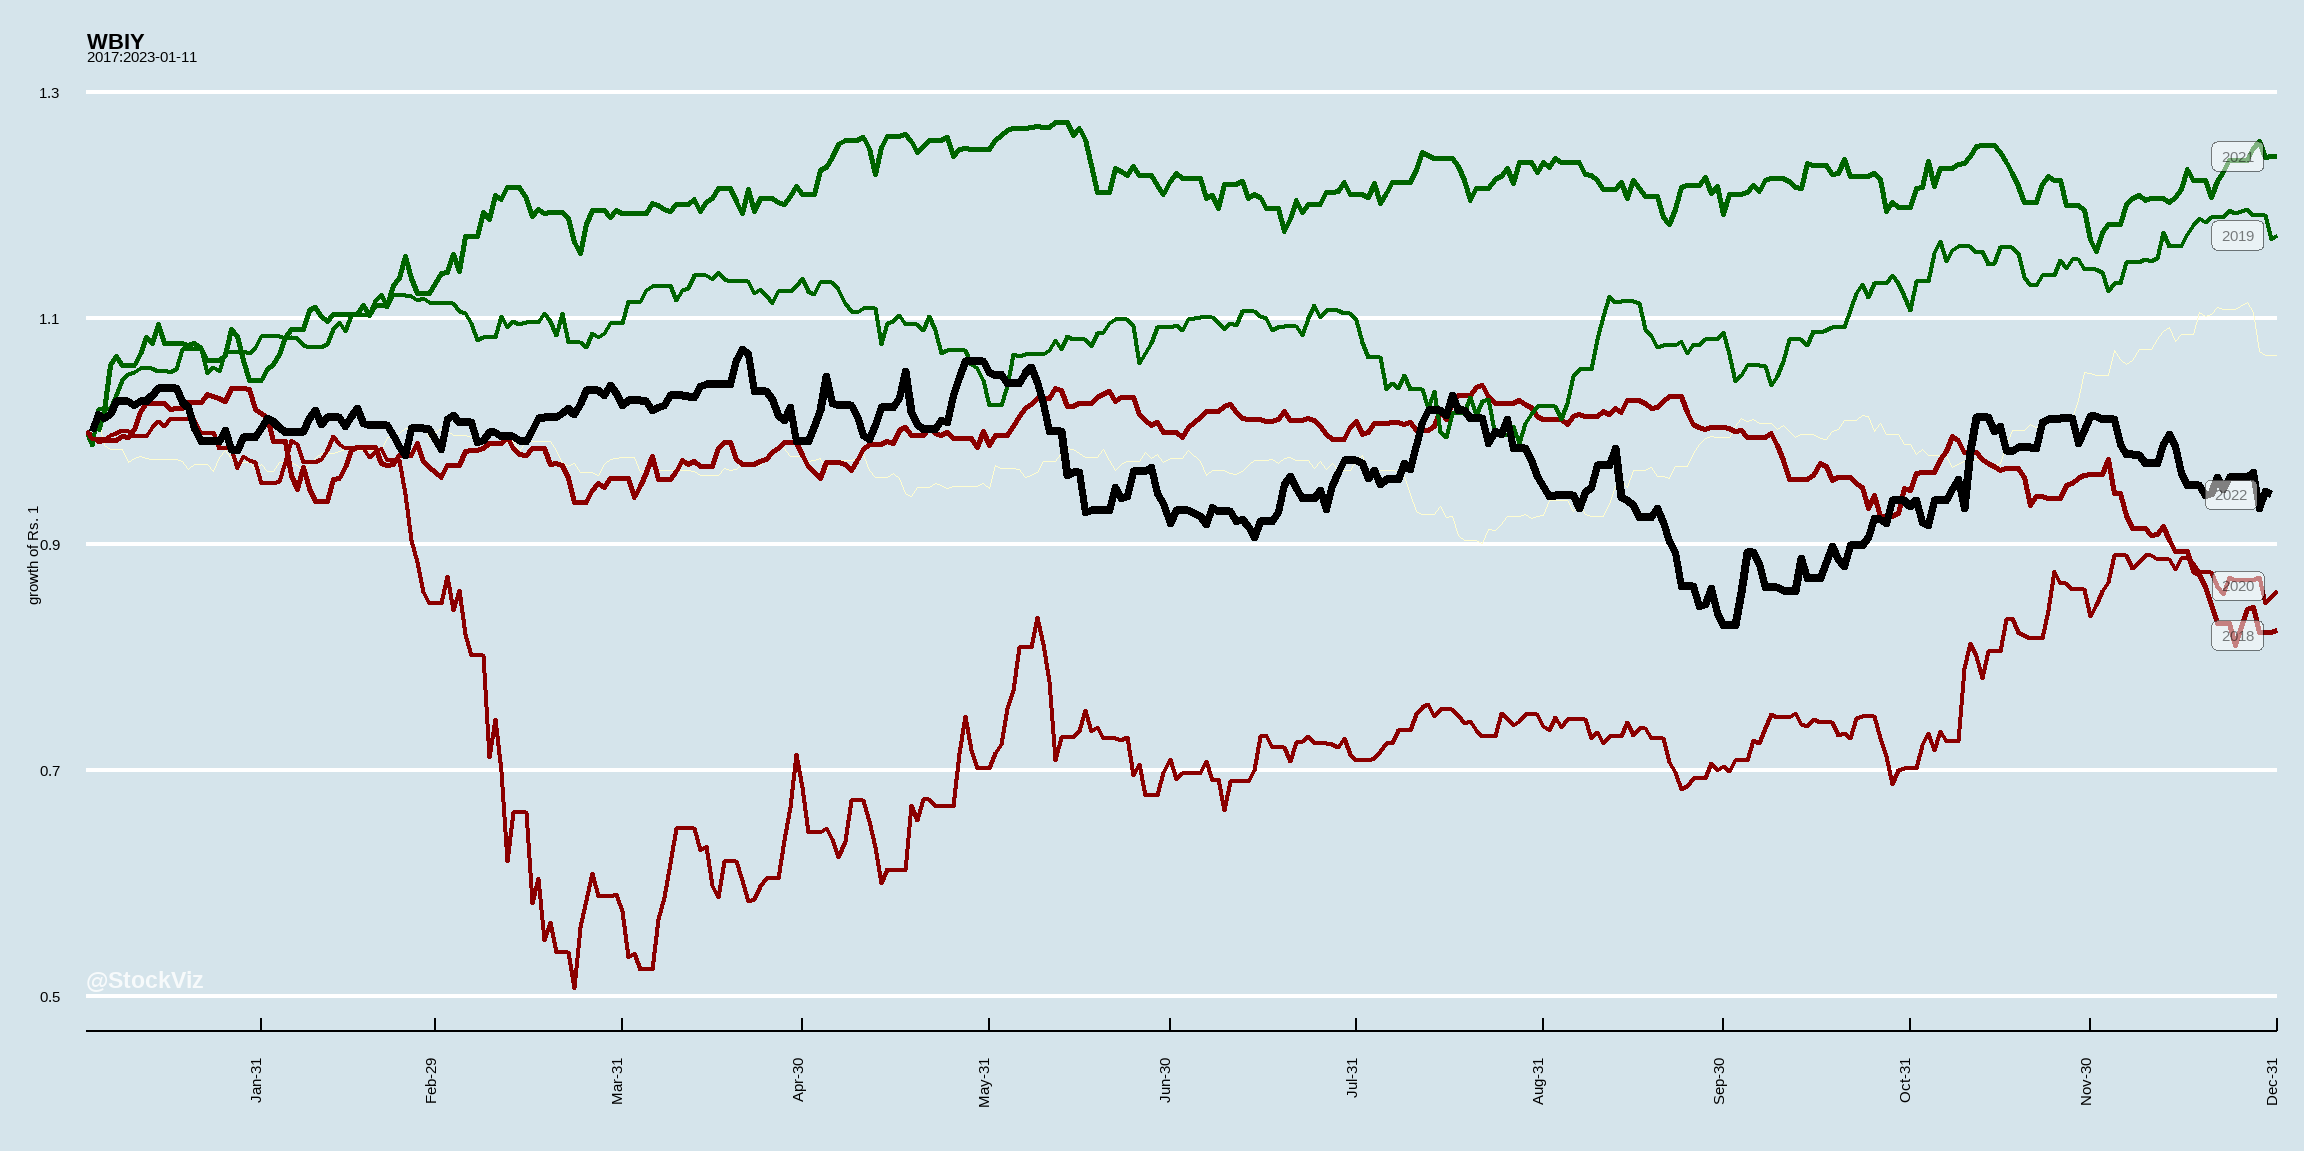 WBIY
2017:2023-01-11
1.3
1.1
0.9
0.7
0.5
growth of Rs. 1
2021
2019
2022
2020
2018
@StockViz
Jan-31
Feb-29
Mar-31
Apr-30
May-31
Jun-30
Jul-31
Aug-31
Sep-30
Oct-31
Nov-30
Dec-31